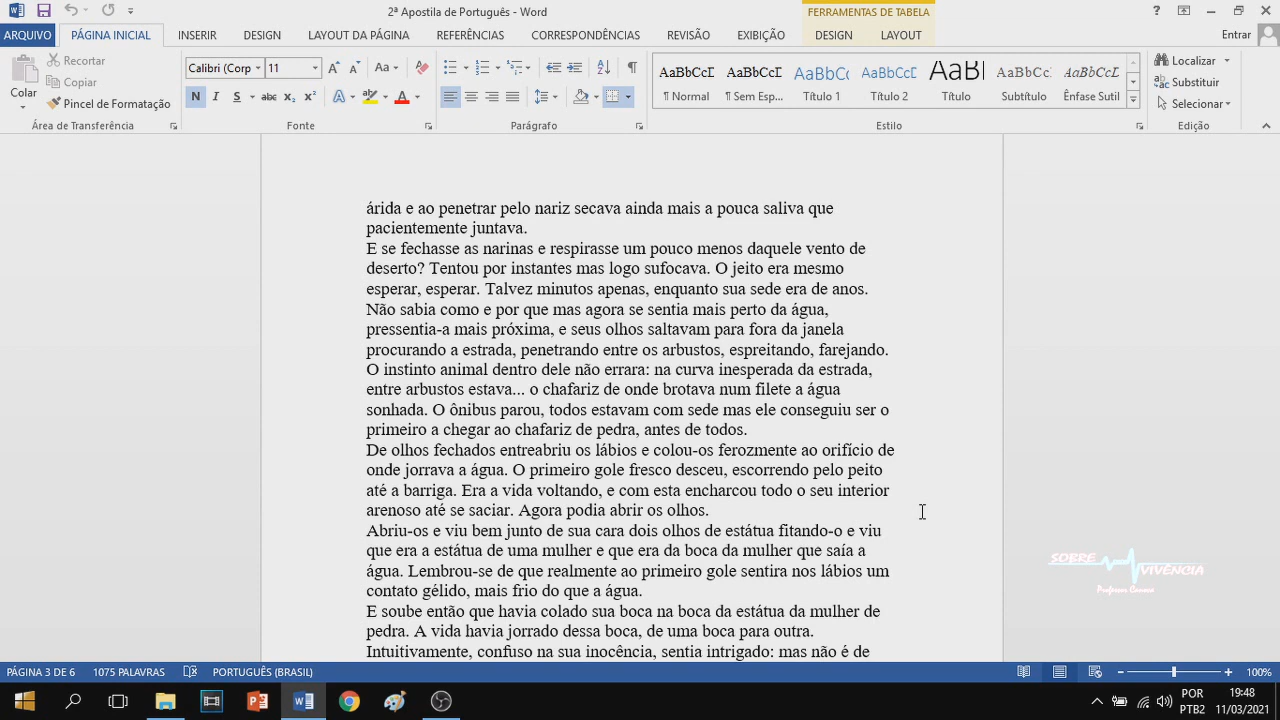 2ª Apostila de Português - Word
FERRAMENTAS DE TABELA
?
ARQUIVO PÁGINA INICIAL INSERIR DESIGN LAYOUT DA PÁGINA REFERÊNCIAS CORRESPONDÊNCIAS REVISÃO EXIBIÇÃO DESIGN LAYOUT Entrar
Colar
Recortar
Copiar
Pincel de Formatação
Área de Transferência
Calibri (Corp 11
N I S abc x₂ x² A A
Fonte
Parágrafo
AaBbCcD AaBbCcD AaBbCc AaBbCcD AaBl AaBbCcD AaBbCcD
¶ Normal ¶ Sem Esp... Título 1 Título 2 Título Subtítulo Ênfase Sutil
Estilo
Localizar
Substituir
Selecionar
Edição
árida e ao penetrar pelo nariz secava ainda mais a pouca saliva que
pacientemente juntava.
E se fechasse as narinas e respirasse um pouco menos daquele vento de
deserto? Tentou por instantes mas logo sufocava. O jeito era mesmo
esperar, esperar. Talvez minutos apenas, enquanto sua sede era de anos.
Não sabia como e por que mas agora se sentia mais perto da água,
pressentia-a mais próxima, e seus olhos saltavam para fora da janela
procurando a estrada, penetrando entre os arbustos, espreitando, farejando.
O instinto animal dentro dele não errara: na curva inesperada da estrada,
entre arbustos estava... o chafariz de onde brotava num filete a água
sonhada. O ônibus parou, todos estavam com sede mas ele conseguiu ser o
primeiro a chegar ao chafariz de pedra, antes de todos.
De olhos fechados entreabriu os lábios e colou-os ferozmente ao orifício de
onde jorrava a água. O primeiro gole fresco desceu, escorrendo pelo peito
até a barriga. Era a vida voltando, e com esta encharcou todo o seu interior
arenoso até se saciar. Agora podia abrir os olhos.
Abriu-os e viu bem junto de sua cara dois olhos de estátua fitando-o e viu
que era a estátua de uma mulher e que era da boca da mulher que saía a
água. Lembrou-se de que realmente ao primeiro gole sentira nos lábios um
contato gélido, mais frio do que a água.
E soube então que havia colado sua boca na boca da estátua da mulher de
pedra. A vida havia jorrado dessa boca, de uma boca para outra.
Intuitivamente, confuso na sua inocência, sentia intrigado: mas não é de
SOBRE VIVÊNCIA
Professor
PÁGINA 3 DE 6 1075 PALAVRAS PORTUGUÊS (BRASIL) 100%
POR 19:48
PTB2 11/03/2021